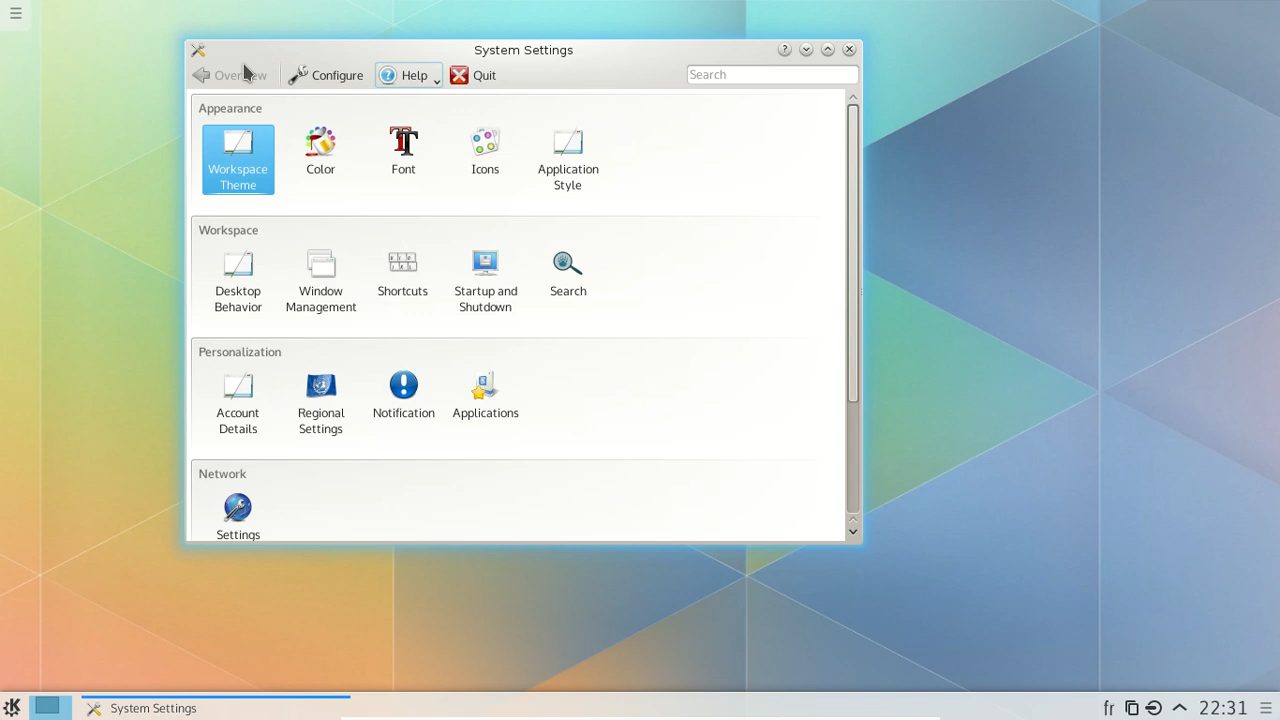 System Settings
Overview
Configure
Help
Quit
Search
Appearance
Workspace
Theme
Color
Font
Icons
Application
Style
Workspace
Desktop
Behavior
Window
Management
Shortcuts
Startup and
Shutdown
Search
Personalization
Account
Details
Regional
Settings
Notification
Applications
Network
Settings
System Settings
fr
22:31